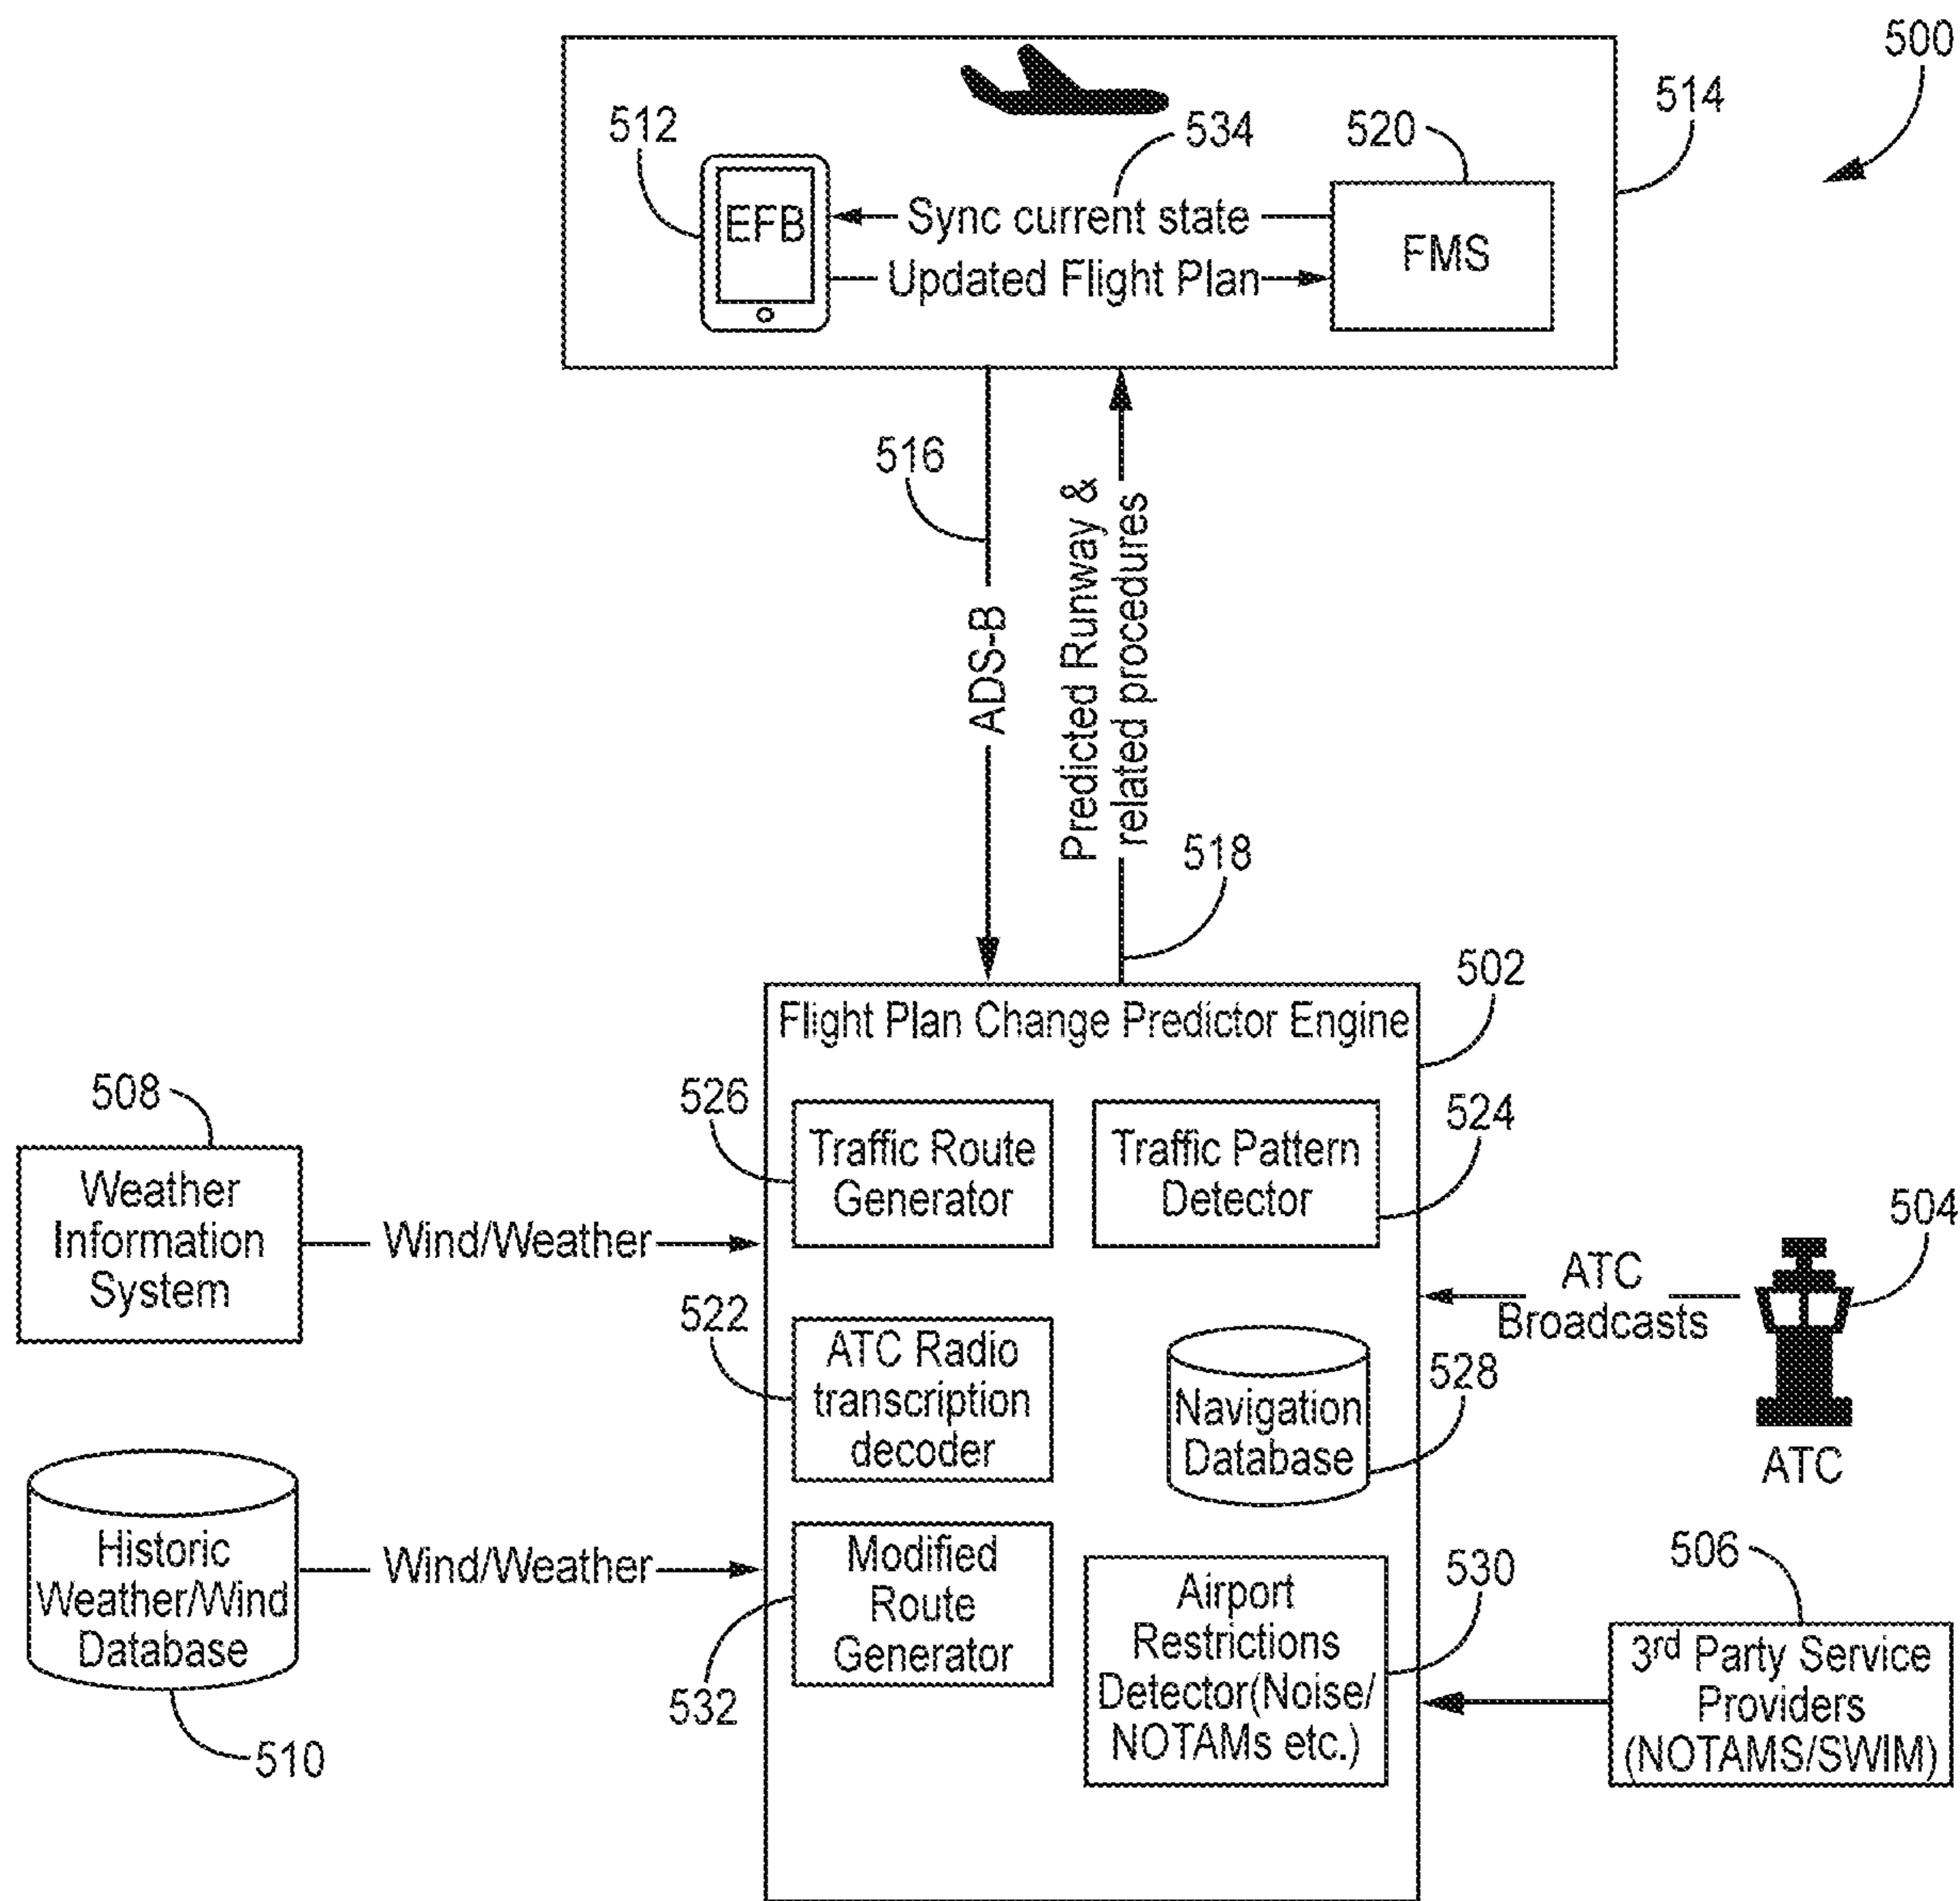 500
514
512
534
520
EFB
Sync current state
Updated Flight Plan
FMS
516
ADS-B
Predicted Runway &
related procedures
518
502
Flight Plan Change Predictor Engine
508
Weather
Information
System
Wind/Weather
526
Traffic Route
Generator
Traffic Pattern
Detector
524
504
ATC
Broadcasts
ATC
522
ATC Radio
transcription
decoder
Navigation
Database
528
Historic
Weather/Wind
Database
510
Wind/Weather
Modified
Route
Generator
532
Airport
Restrictions
Detector(Noise/
NOTAMs etc.)
530
506
3rd Party Service
Providers
(NOTAMS/SWIM)